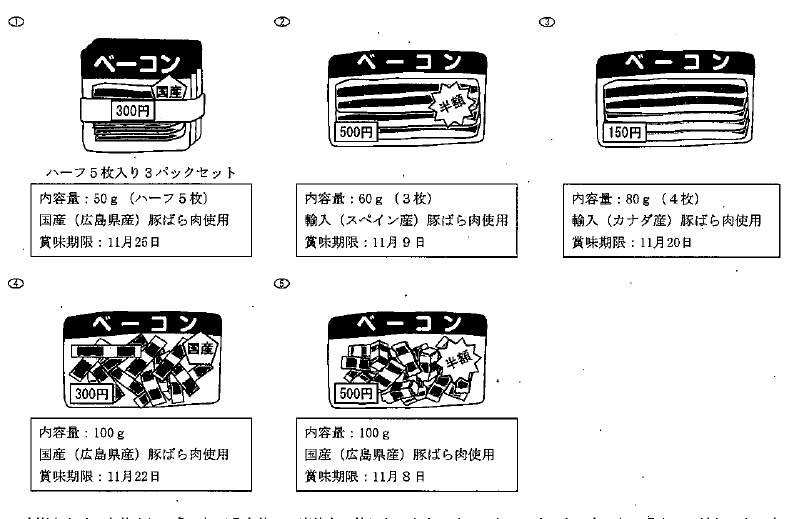 ①
ベーコン
国産
300円
ハーフ5枚入り3パックセット
内容量：50g（ハーフ5枚）
国産（広島県産）豚ばら肉使用
賞味期限：11月25日
②
ベーコン
半額
500円
内容量：60g（3枚）
輸入（スペイン産）豚ばら肉使用
賞味期限：11月9日
③
ベーコン
150円
内容量：80g（4枚）
輸入（カナダ産）豚ばら肉使用
賞味期限：11月20日
④
ベーコン
国産
300円
内容量：100g
国産（広島県産）豚ばら肉使用
賞味期限：11月22日
⑤
ベーコン
半額
500円
内容量：100g
国産（広島県産）豚ばら肉使用
賞味期限：11月8日